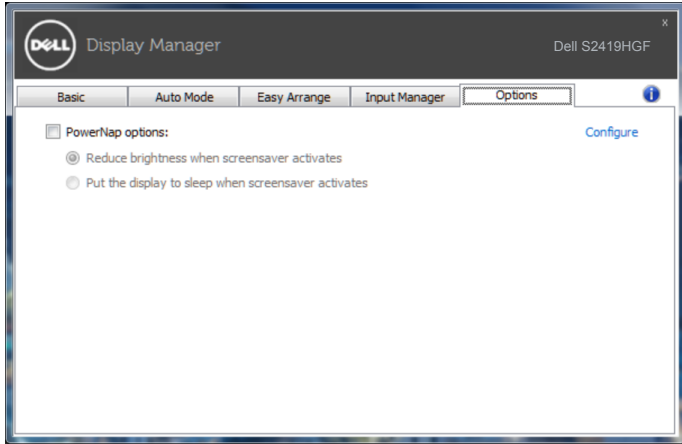 x
DELL Display Manager Dell S2419HGF
Basic Auto Mode Easy Arrange Input Manager Options i
PowerNap options: Configure
Reduce brightness when screensaver activates
Put the display to sleep when screensaver activates